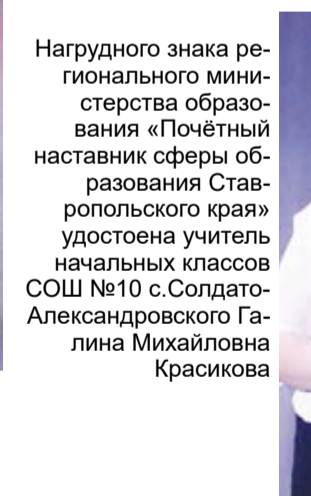 Нагрудного знака ре-
гионального мини-
стерства образо-
вания «Почётный
наставник сферы об-
разования Став-
ропольского края»
удостоена учитель
начальных классов
СОШ №10 с.Солдато-
Александровского Га-
лина Михайловна
Красикова